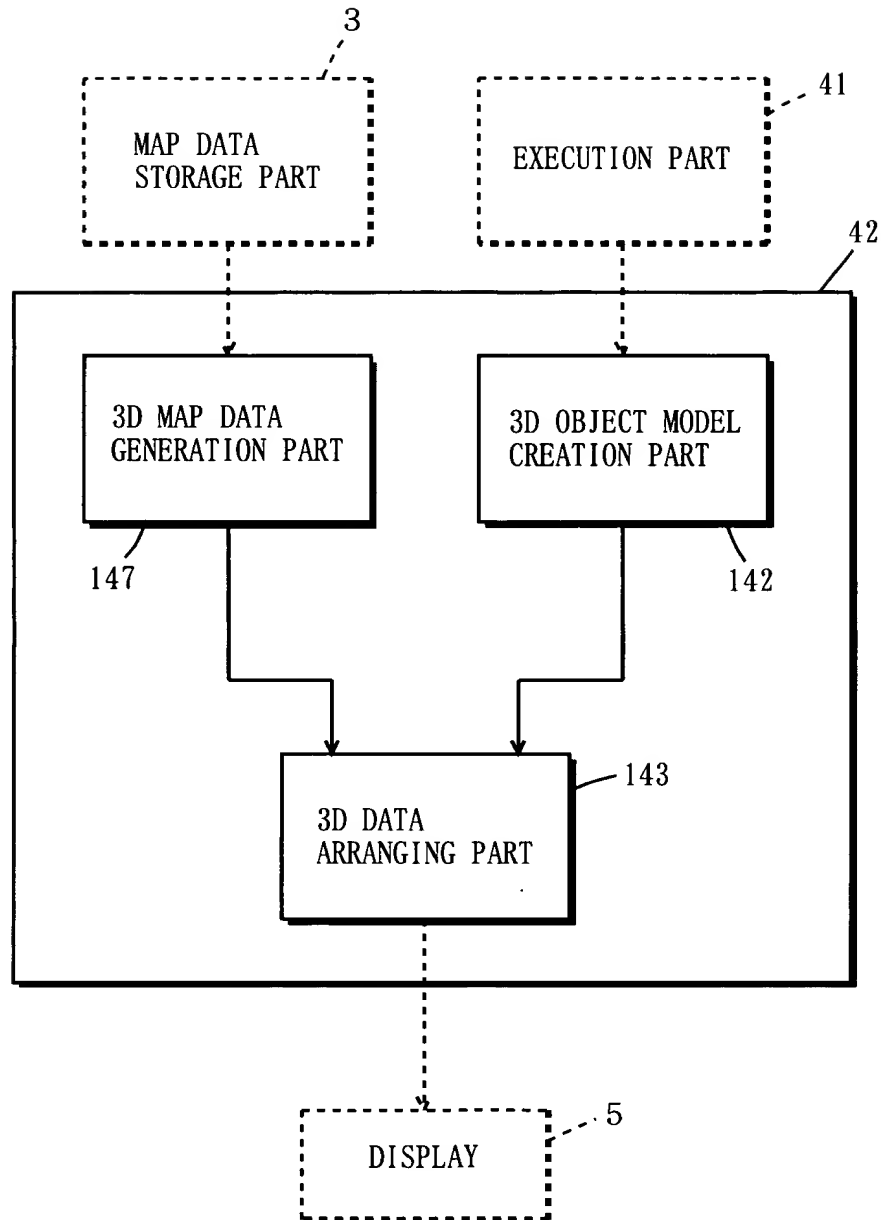 3
41
MAP DATA
STORAGE PART
EXECUTION PART
42
3D MAP DATA
GENERATION PART
3D OBJECT MODEL
CREATION PART
147
142
143
3D DATA
ARRANGING PART
5
DISPLAY